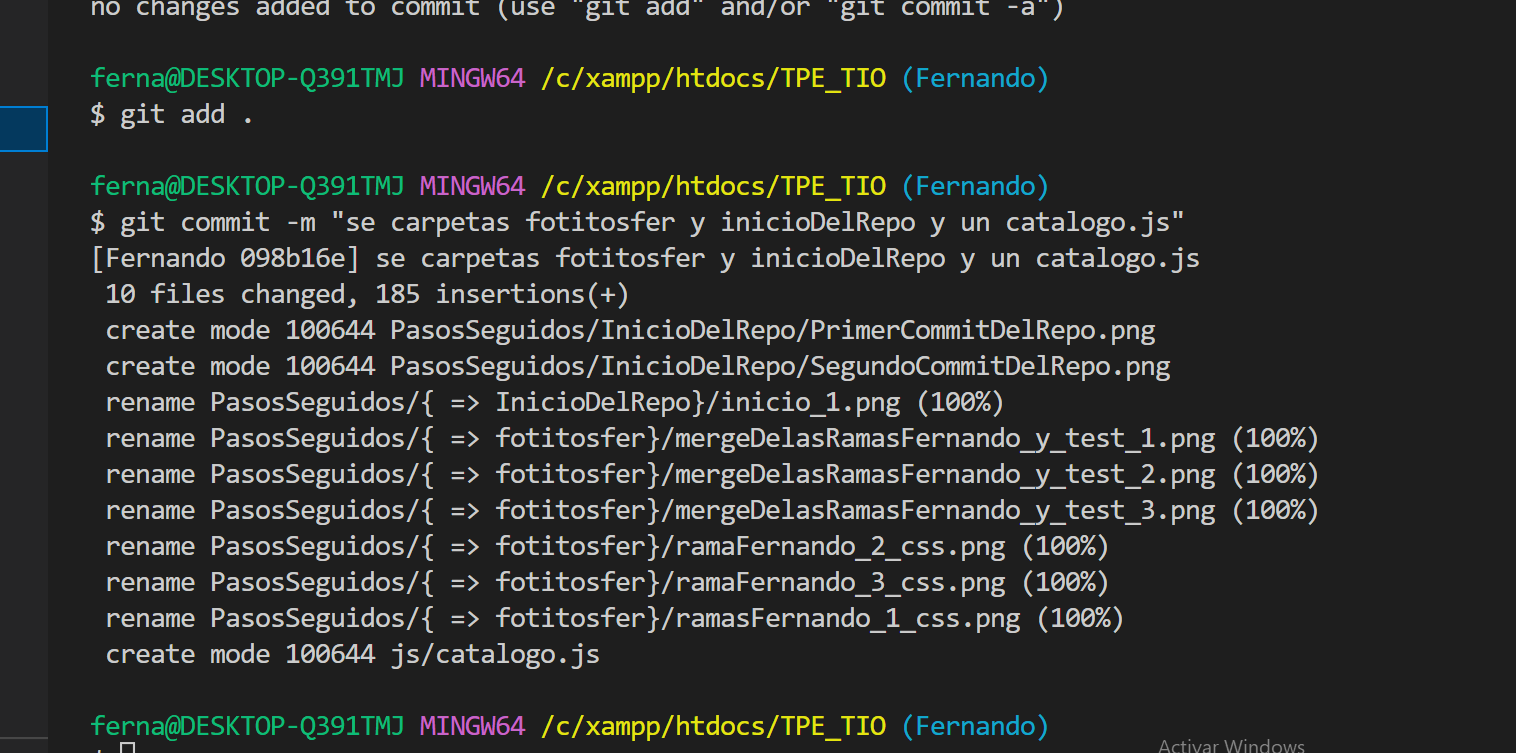 no changes added to commit (use "git add" and/or "git commit -a")
ferna@DESKTOP-Q391TMJ MINGW64 /c/xampp/htdocs/TPE_TIO (Fernando)
$ git add .
ferna@DESKTOP-Q391TMJ MINGW64 /c/xampp/htdocs/TPE_TIO (Fernando)
$ git commit -m "se carpetas fotitosfer y inicioDelRepo y un catalogo.js"
[Fernando 098b16e] se carpetas fotitosfer y inicioDelRepo y un catalogo.js
10 files changed, 185 insertions(+)
create mode 100644 PasosSeguidos/InicioDelRepo/PrimerCommitDelRepo.png
create mode 100644 PasosSeguidos/InicioDelRepo/SegundoCommitDelRepo.png
rename PasosSeguidos/{ => InicioDelRepo}/inicio_1.png (100%)
rename PasosSeguidos/{ => fotitosfer}/mergeDelasRamasFernando_y_test_1.png (100%)
rename PasosSeguidos/{ => fotitosfer}/mergeDelasRamasFernando_y_test_2.png (100%)
rename PasosSeguidos/{ => fotitosfer}/mergeDelasRamasFernando_y_test_3.png (100%)
rename PasosSeguidos/{ => fotitosfer}/ramaFernando_2_css.png (100%)
rename PasosSeguidos/{ => fotitosfer}/ramaFernando_3_css.png (100%)
rename PasosSeguidos/{ => fotitosfer}/ramasFernando_1_css.png (100%)
create mode 100644 js/catalogo.js
ferna@DESKTOP-Q391TMJ MINGW64 /c/xampp/htdocs/TPE_TIO (Fernando)
$
Activar Windows